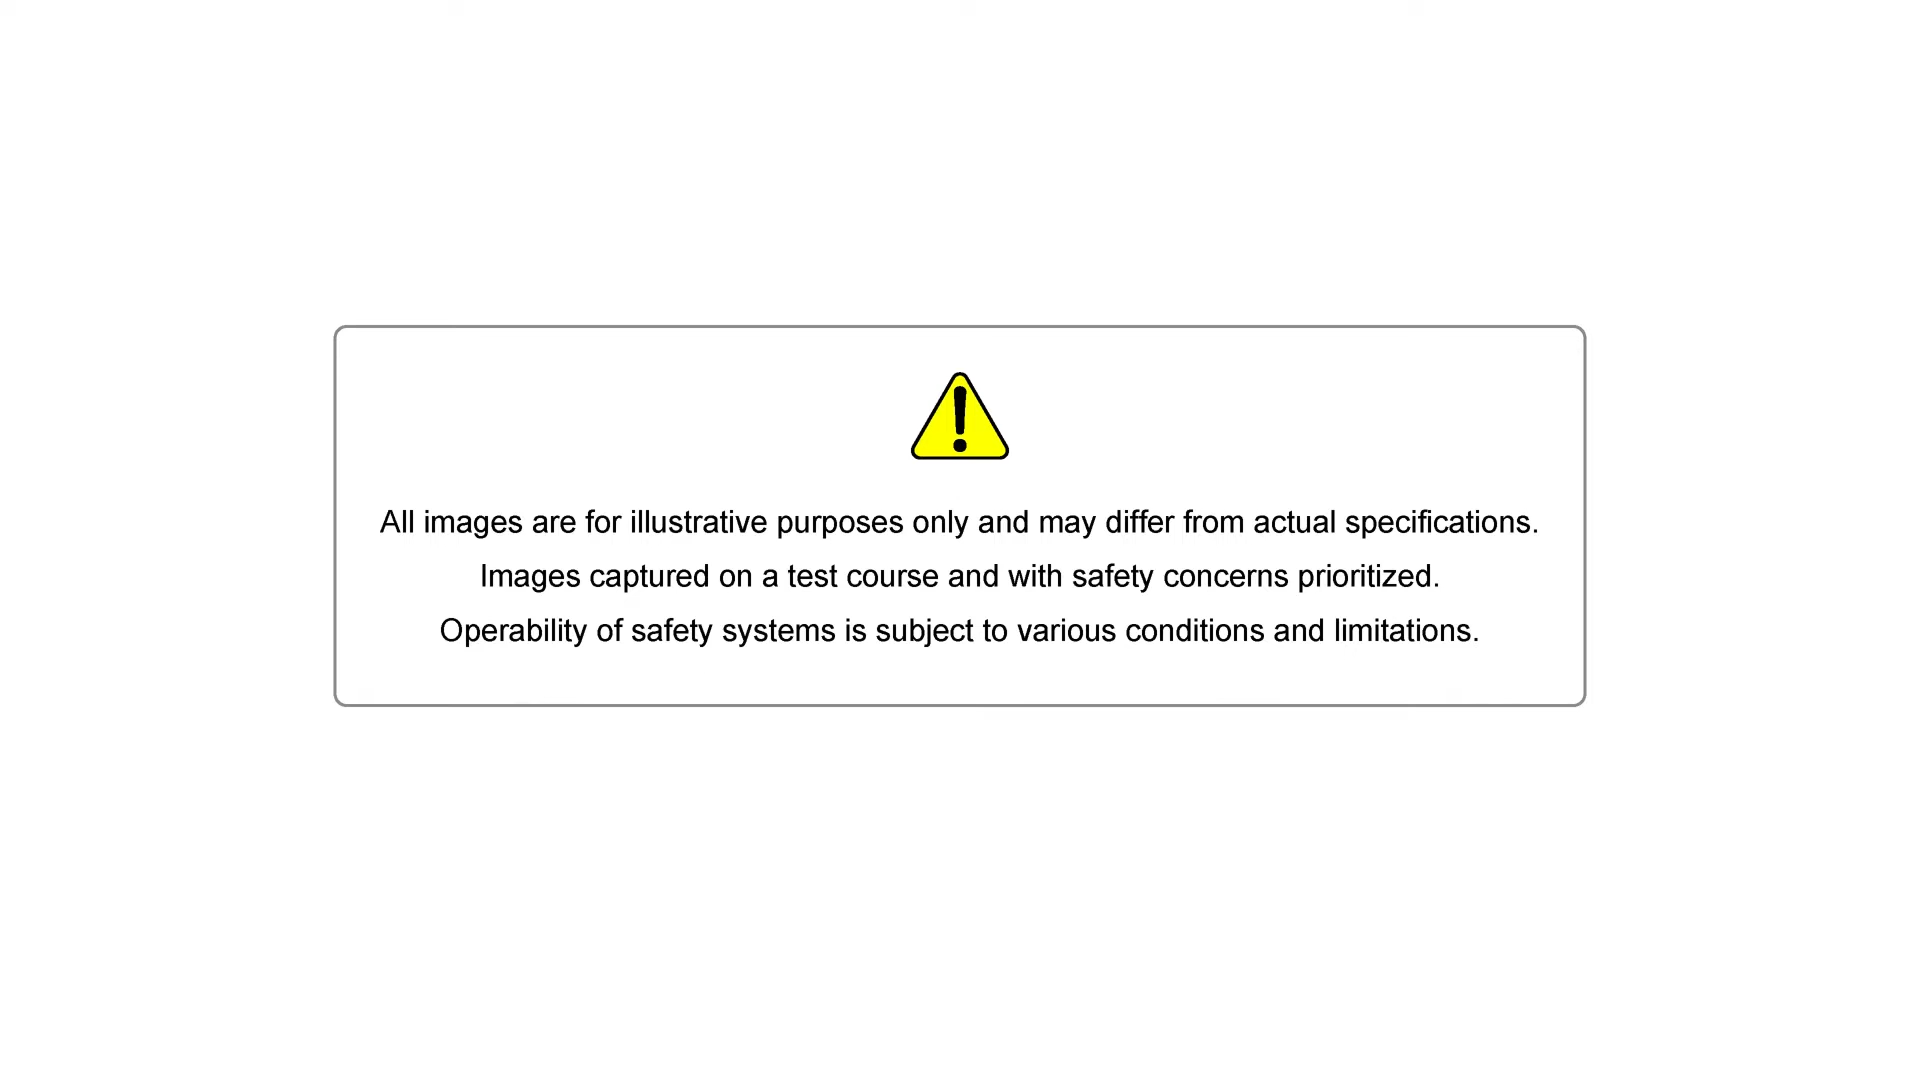 All images are for illustrative purposes only and may differ from actual specifications.
Images captured on a test course and with safety concerns prioritized.
Operability of safety systems is subject to various conditions and limitations.